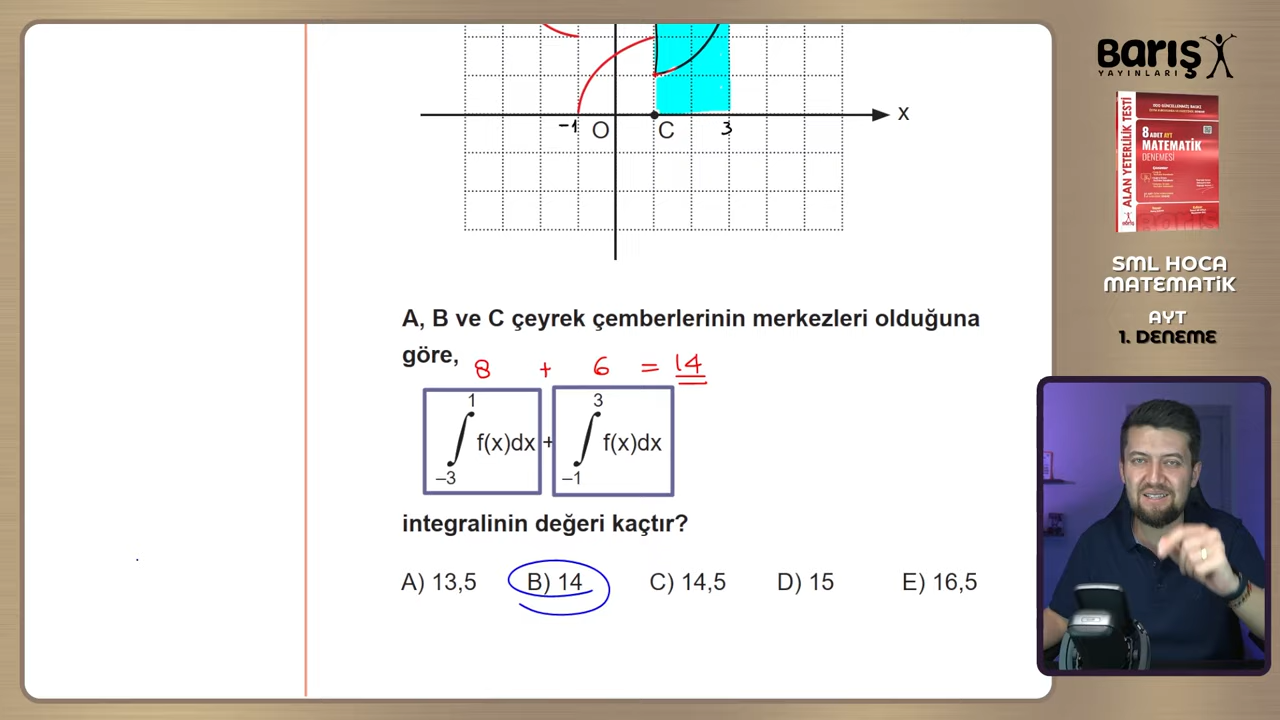 x
-1 O C 3
A, B ve C çeyrek çemberlerinin merkezleri olduğuna
göre,
8 + 6 = 14
1 3
∫ f(x)dx + ∫ f(x)dx
–3 –1
integralinin değeri kaçtır?
A) 13,5 B) 14 C) 14,5 D) 15 E) 16,5
BARIŞ
YAYINLARI
ALAN YETERLİLİK TESTİ
8 ADET AYT
MATEMATİK
DENEMESİ
BARIŞ
SML HOCA
MATEMATİK
AYT
1. DENEME